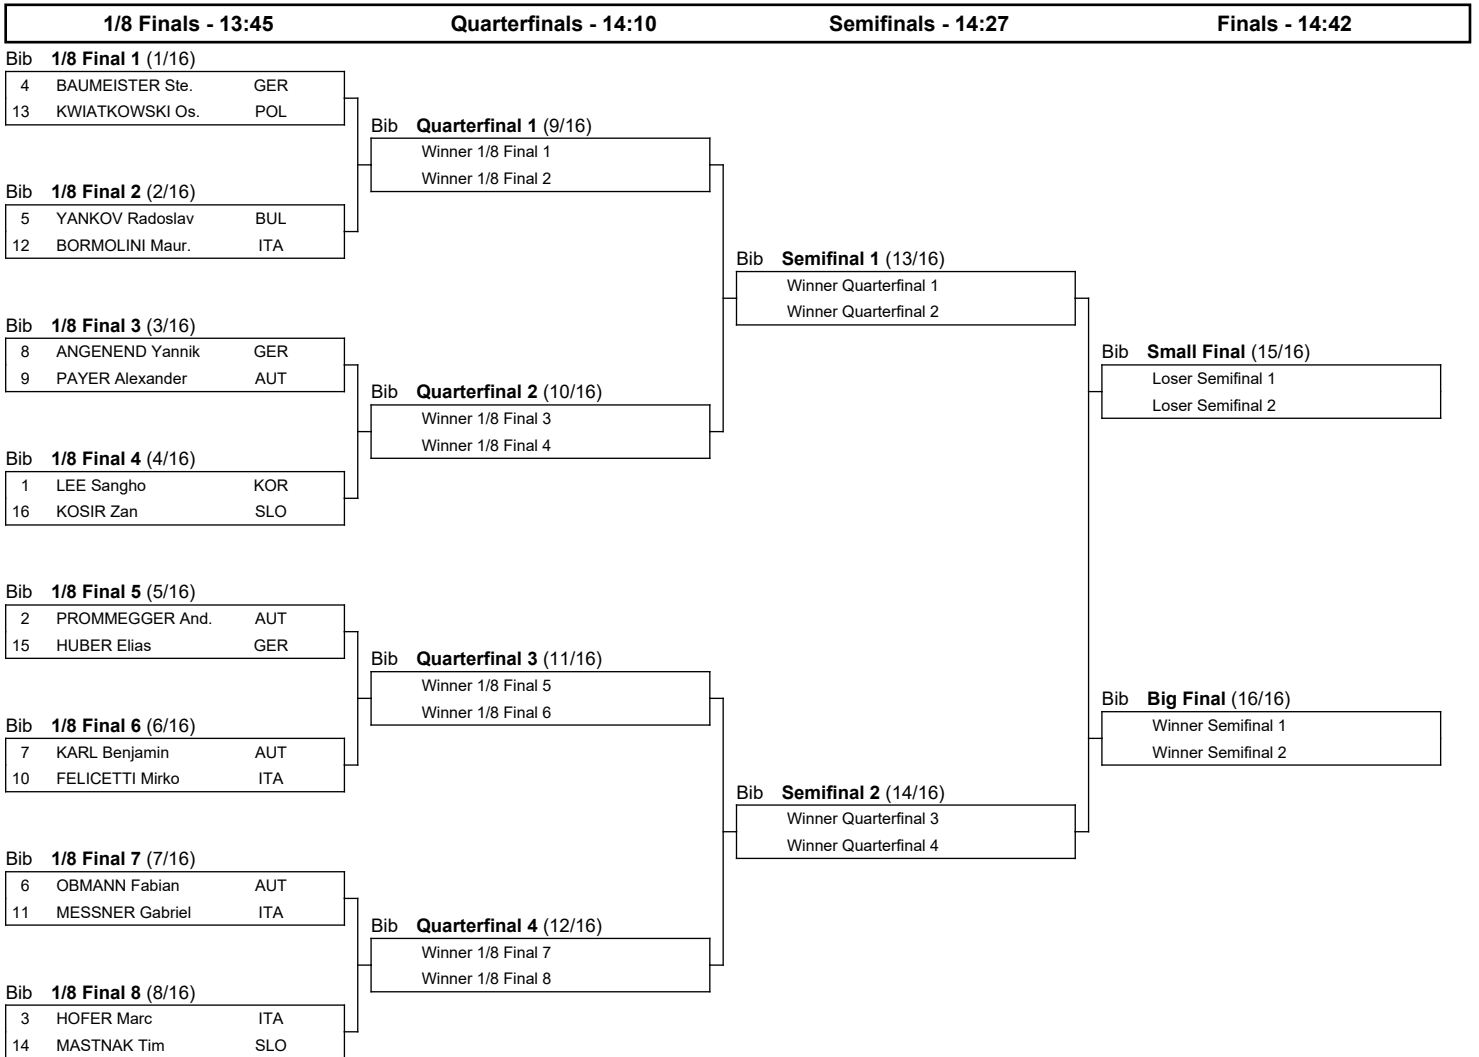 1/8 Finals - 13:45 Quarterfinals - 14:10 Semifinals - 14:27 Finals - 14:42
Bib 1/8 Final 1 (1/16)
4 BAUMEISTER Ste. GER
13 KWIATKOWSKI Os. POL
Bib 1/8 Final 2 (2/16)
5 YANKOV Radoslav BUL
12 BORMOLINI Maur. ITA
Bib 1/8 Final 3 (3/16)
8 ANGENEND Yannik GER
9 PAYER Alexander AUT
Bib 1/8 Final 4 (4/16)
1 LEE Sangho KOR
16 KOSIR Zan SLO
Bib 1/8 Final 5 (5/16)
2 PROMMEGGER And. AUT
15 HUBER Elias GER
Bib 1/8 Final 6 (6/16)
7 KARL Benjamin AUT
10 FELICETTI Mirko ITA
Bib 1/8 Final 7 (7/16)
6 OBMANN Fabian AUT
11 MESSNER Gabriel ITA
Bib 1/8 Final 8 (8/16)
3 HOFER Marc ITA
14 MASTNAK Tim SLO
Bib Quarterfinal 1 (9/16)
Winner 1/8 Final 1
Winner 1/8 Final 2
Bib Quarterfinal 2 (10/16)
Winner 1/8 Final 3
Winner 1/8 Final 4
Bib Quarterfinal 3 (11/16)
Winner 1/8 Final 5
Winner 1/8 Final 6
Bib Quarterfinal 4 (12/16)
Winner 1/8 Final 7
Winner 1/8 Final 8
Bib Semifinal 1 (13/16)
Winner Quarterfinal 1
Winner Quarterfinal 2
Bib Semifinal 2 (14/16)
Winner Quarterfinal 3
Winner Quarterfinal 4
Bib Small Final (15/16)
Loser Semifinal 1
Loser Semifinal 2
Bib Big Final (16/16)
Winner Semifinal 1
Winner Semifinal 2